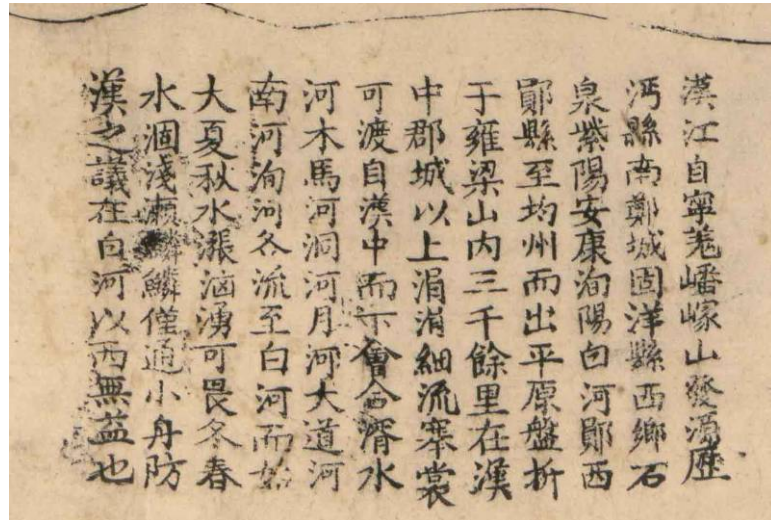 漢江自寧羗嶓冢山發源歷
沔縣南鄭城固洋縣西鄉石
泉紫陽安康洵陽白河鄖西
鄖縣至均州而出平原盤折
于雍梁山内三千餘里在漢
中郡城以上涓涓細流褰裳
可渡自漢中而下會合湑水
河木馬河洞河月河大道河
南河洵河各流至白河而始
大夏秋水漲洶湧可畏冬春
水涸淺瀬鱗鱗僅通小舟防
漢之議在白河以西無益也